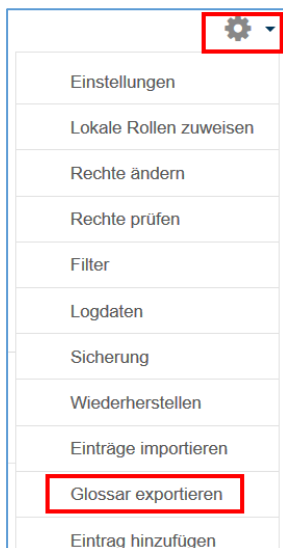 Einstellungen
Lokale Rollen zuweisen
Rechte ändern
Rechte prüfen
Filter
Logdaten
Sicherung
Wiederherstellen
Einträge importieren
Glossar exportieren
Eintrag hinzufügen